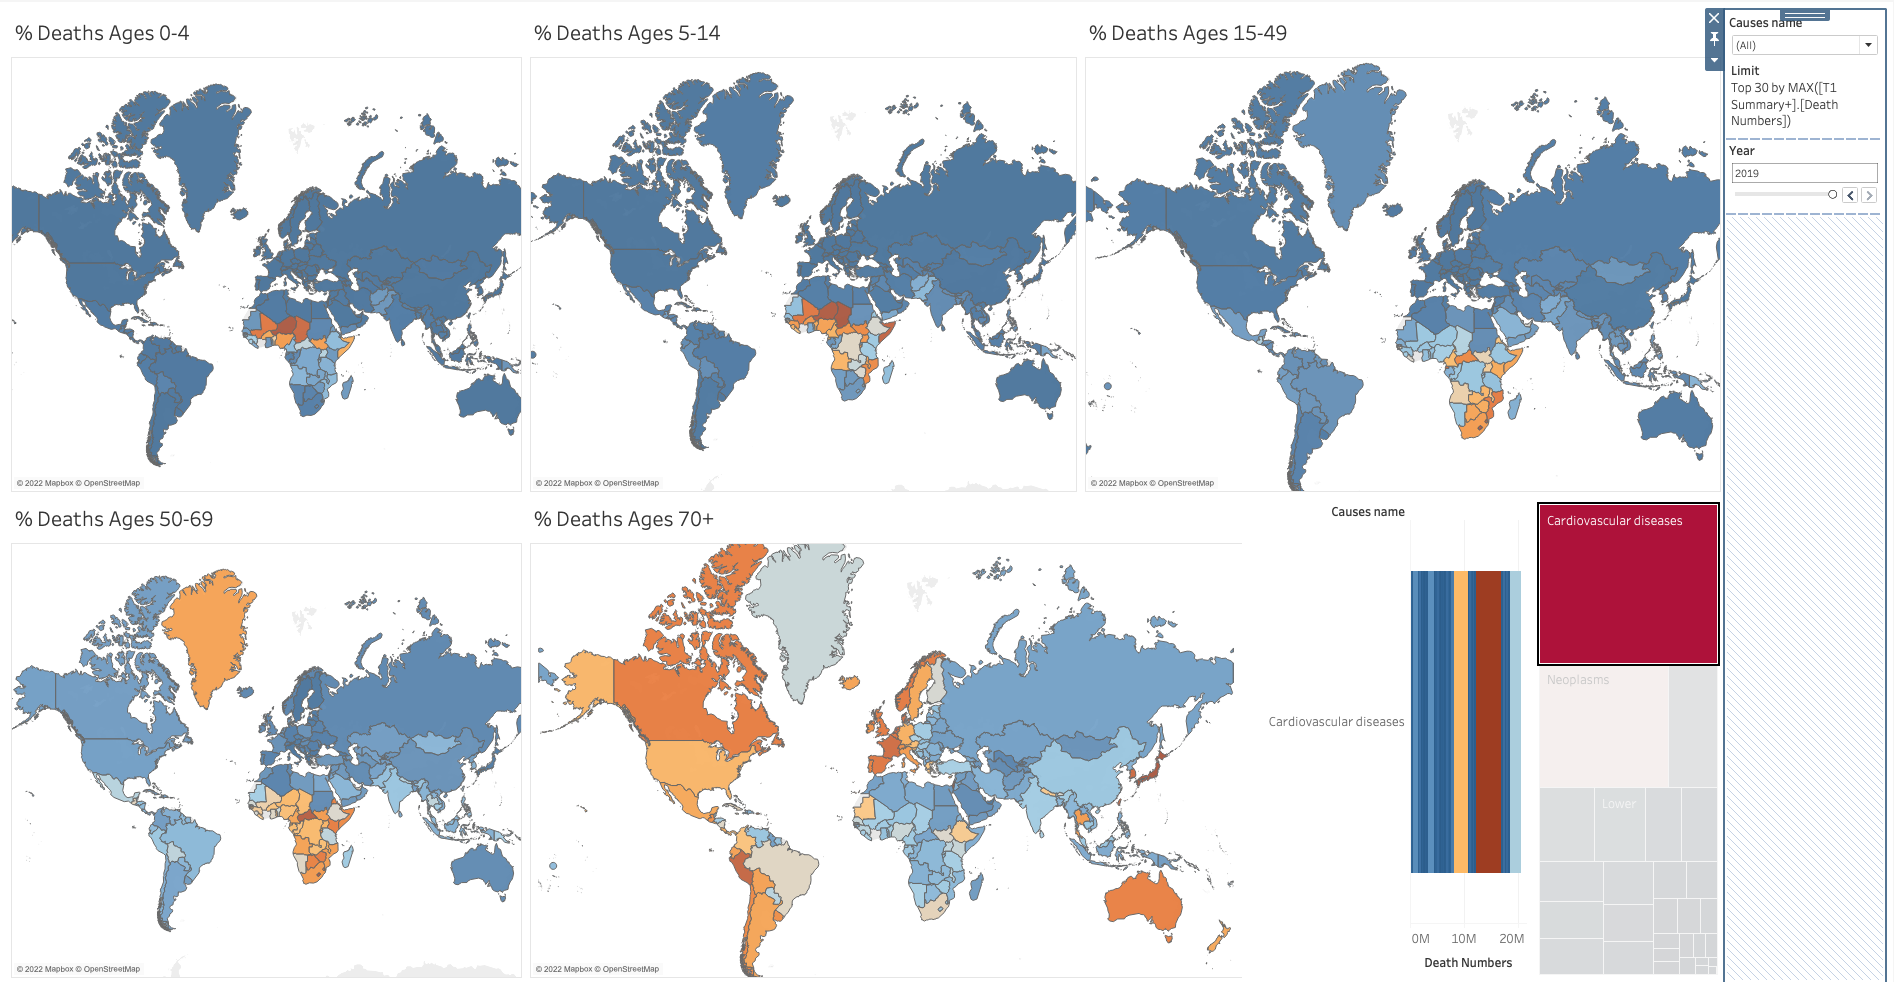 % Deaths Ages 0-4
% Deaths Ages 5-14
% Deaths Ages 15-49
© 2022 Mapbox © OpenStreetMap
© 2022 Mapbox © OpenStreetMap
© 2022 Mapbox © OpenStreetMap
Causes name
(All)
Limit
Top 30 by MAX([T1
Summary+].[Death
Numbers])
Year
2019
% Deaths Ages 50-69
% Deaths Ages 70+
© 2022 Mapbox © OpenStreetMap
© 2022 Mapbox © OpenStreetMap
Causes name
Cardiovascular diseases
0M
10M
20M
Death Numbers
Cardiovascular diseases
Neoplasms
Lower